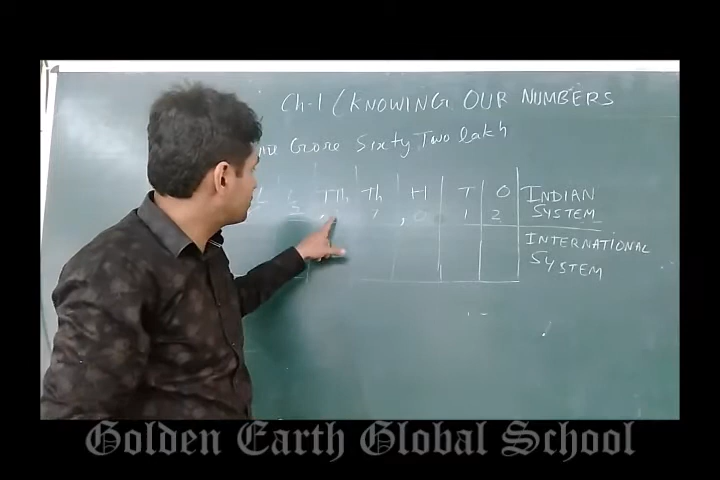 Ch-1 (KNOWING OUR NUMBERS
Crore Sixty Two lakh
L L TTh Th H T O INDIAN
, , 0 1 2 SYSTEM
INTERNATIONAL
SYSTEM
Golden Earth Global School